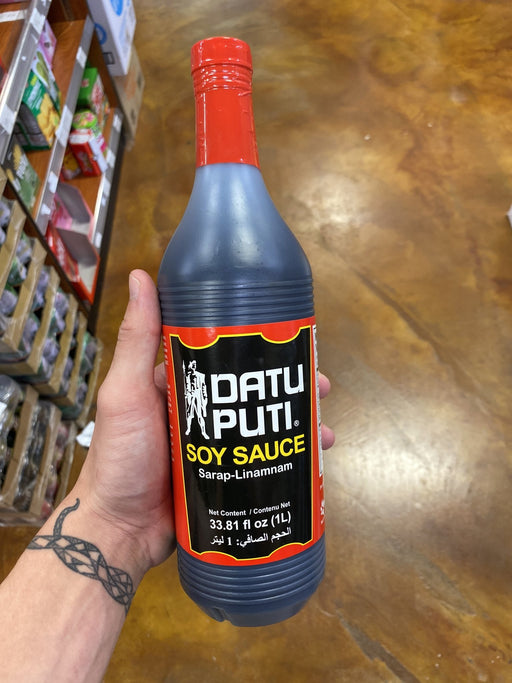 DATU
PUTI®
SOY SAUCE
Sarap-Linamnam
Net Content / Contenu Net
33.81 fl oz (1L)
الحجم الصافي: 1 ليتر